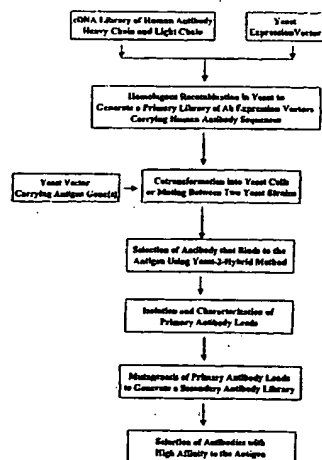 cDNA Library of Human Antibody
Heavy Chain and Light Chain
Yeast
Expression Vector
Homologous Recombination in Yeast to
Generate a Primary Library of Ab Expression Vectors
Carrying Human Antibody Sequences
Yeast Vector
Carrying Antigen Gene(s)
Cotransformation into Yeast Cells
or Mating Between Two Yeast Strains
Selection of Antibody that Binds to the
Antigen Using Yeast-2-Hybrid Method
Isolation and Characterization of
Primary Antibody Leads
Mutagenesis of Primary Antibody Leads
to Generate a Secondary Antibody Library
Selection of Antibodies with
High Affinity to the Antigen